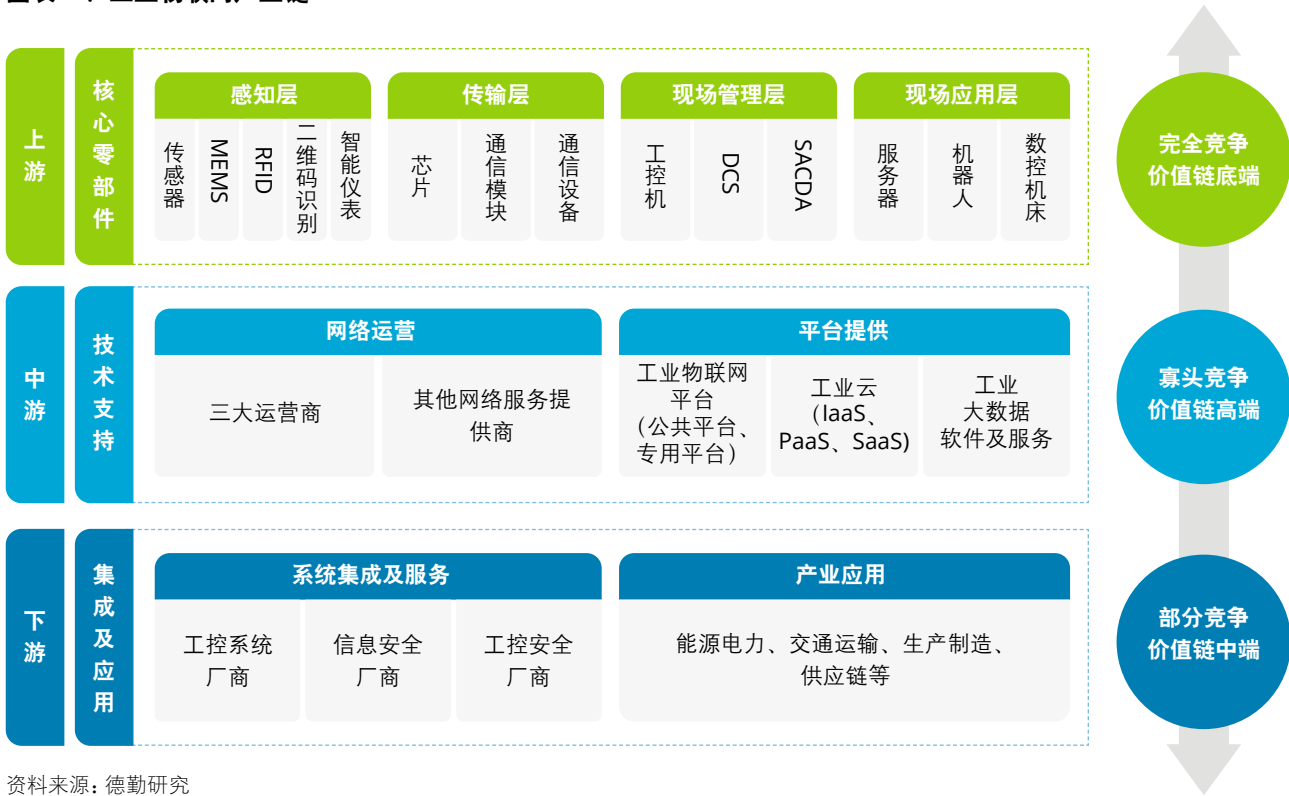 上游
核心零部件
感知层
传感器
MEMS
RFID
二维码识别
智能仪表
传输层
芯片
通信模块
通信设备
现场管理层
工控机
DCS
SACDA
现场应用层
服务器
机器人
数控机床
完全竞争
价值链底端
中游
技术支持
网络运营
三大运营商
其他网络服务提
供商
平台提供
工业物联网
平台
（公共平台、
专用平台）
工业云
（IaaS、
PaaS、SaaS)
工业
大数据
软件及服务
寡头竞争
价值链高端
下游
集成及应用
系统集成及服务
工控系统
厂商
信息安全
厂商
工控安全
厂商
产业应用
能源电力、交通运输、生产制造、
供应链等
部分竞争
价值链中端
资料来源：德勤研究